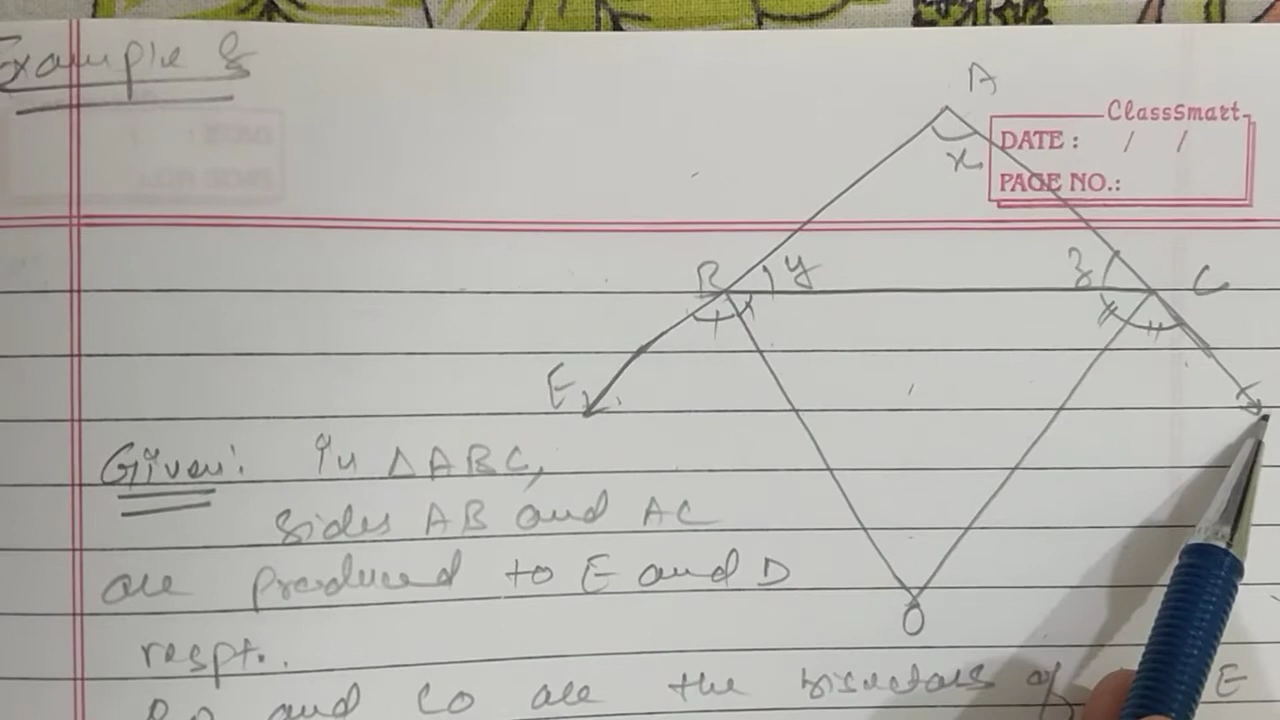 Example 8
A
ClassSmart
DATE : / /
PAGE NO.:
x
B y z C
E
Given: In △ABC,
sides AB and AC
are produced to E and D
O
respt..
BO and CO are the bisectors of E